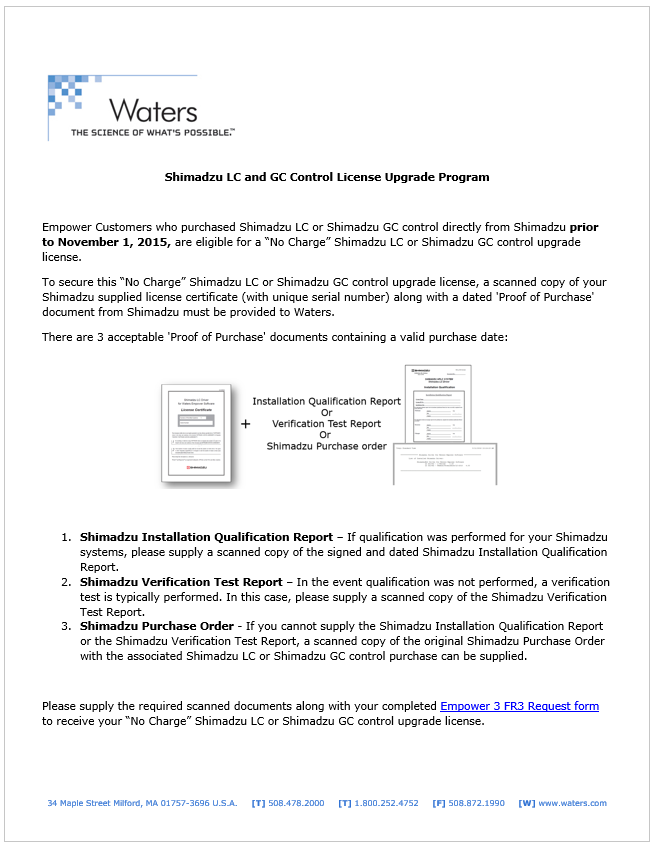 Waters
THE SCIENCE OF WHAT'S POSSIBLE.™
Shimadzu LC and GC Control License Upgrade Program
Empower Customers who purchased Shimadzu LC or Shimadzu GC control directly from Shimadzu prior
to November 1, 2015, are eligible for a “No Charge” Shimadzu LC or Shimadzu GC control upgrade
license.
To secure this “No Charge” Shimadzu LC or Shimadzu GC control upgrade license, a scanned copy of your
Shimadzu supplied license certificate (with unique serial number) along with a dated 'Proof of Purchase'
document from Shimadzu must be provided to Waters.
There are 3 acceptable 'Proof of Purchase' documents containing a valid purchase date:
License Certificate
SHIMADZU
+
Installation Qualification Report
Or
Verification Test Report
Or
Shimadzu Purchase order
1. Shimadzu Installation Qualification Report – If qualification was performed for your Shimadzu
systems, please supply a scanned copy of the signed and dated Shimadzu Installation Qualification
Report.
2. Shimadzu Verification Test Report – In the event qualification was not performed, a verification
test is typically performed. In this case, please supply a scanned copy of the Shimadzu Verification
Test Report.
3. Shimadzu Purchase Order - If you cannot supply the Shimadzu Installation Qualification Report
or the Shimadzu Verification Test Report, a scanned copy of the original Shimadzu Purchase Order
with the associated Shimadzu LC or Shimadzu GC control purchase can be supplied.
Please supply the required scanned documents along with your completed Empower 3 FR3 Request form
to receive your “No Charge” Shimadzu LC or Shimadzu GC control upgrade license.
34 Maple Street Milford, MA 01757-3696 U.S.A. [T] 508.478.2000 [T] 1.800.252.4752 [F] 508.872.1990 [W] www.waters.com